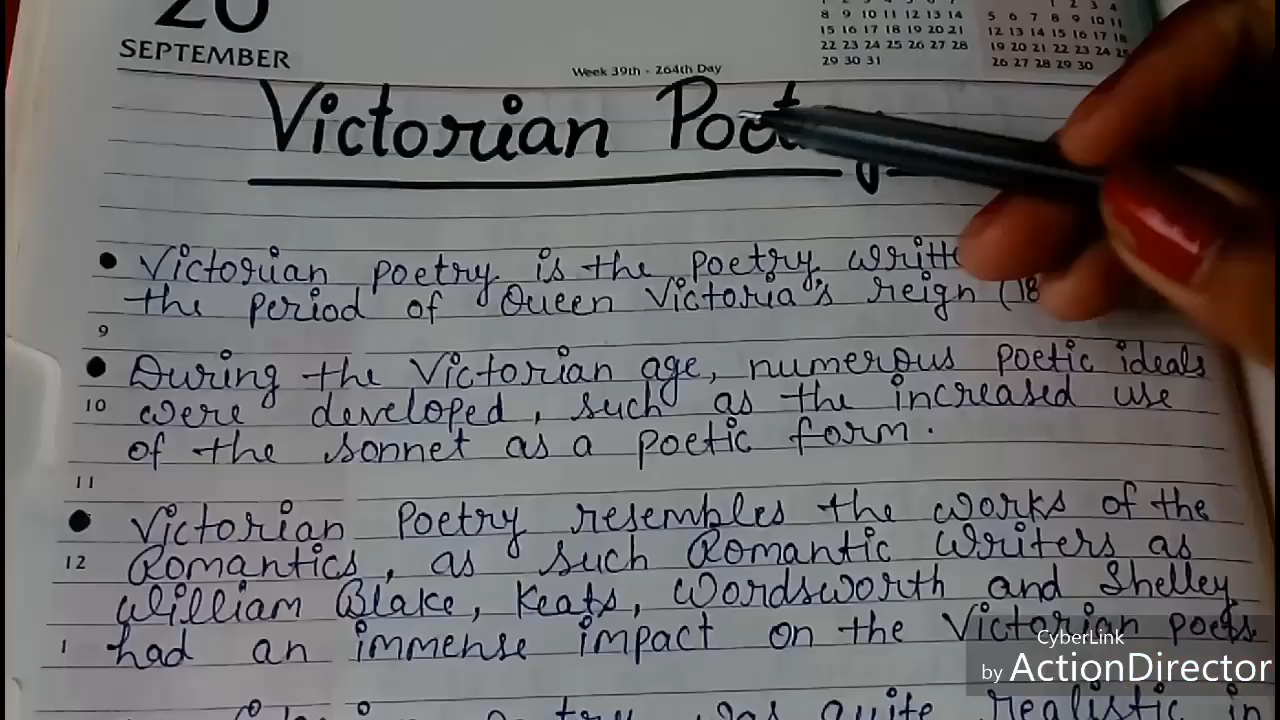 20
SEPTEMBER
8 9 10 11 12 13 14
15 16 17 18 19 20 21
22 23 24 25 26 27 28
29 30 31
1 2 3 4
5 6 7 8 9 10 11
12 13 14 15 16 17 18
19 20 21 22 23 24 25
26 27 28 29 30
Week 39th - 264th Day
Victorian Poet
• Victorian poetry is the poetry writte
the period of Queen Victoria's reign (18
9
• During the Victorian age, numerous poetic ideals
10 were developed, such as the increased use
of the sonnet as a poetic form.
11
• Victorian Poetry resembles the works of the
12 Romantics, as such Romantic Writers as
William Blake, Keats, Wordsworth and Shelley
1 had an immense impact on the Victorian poets.
quite realistic in
CyberLink
by ActionDirector